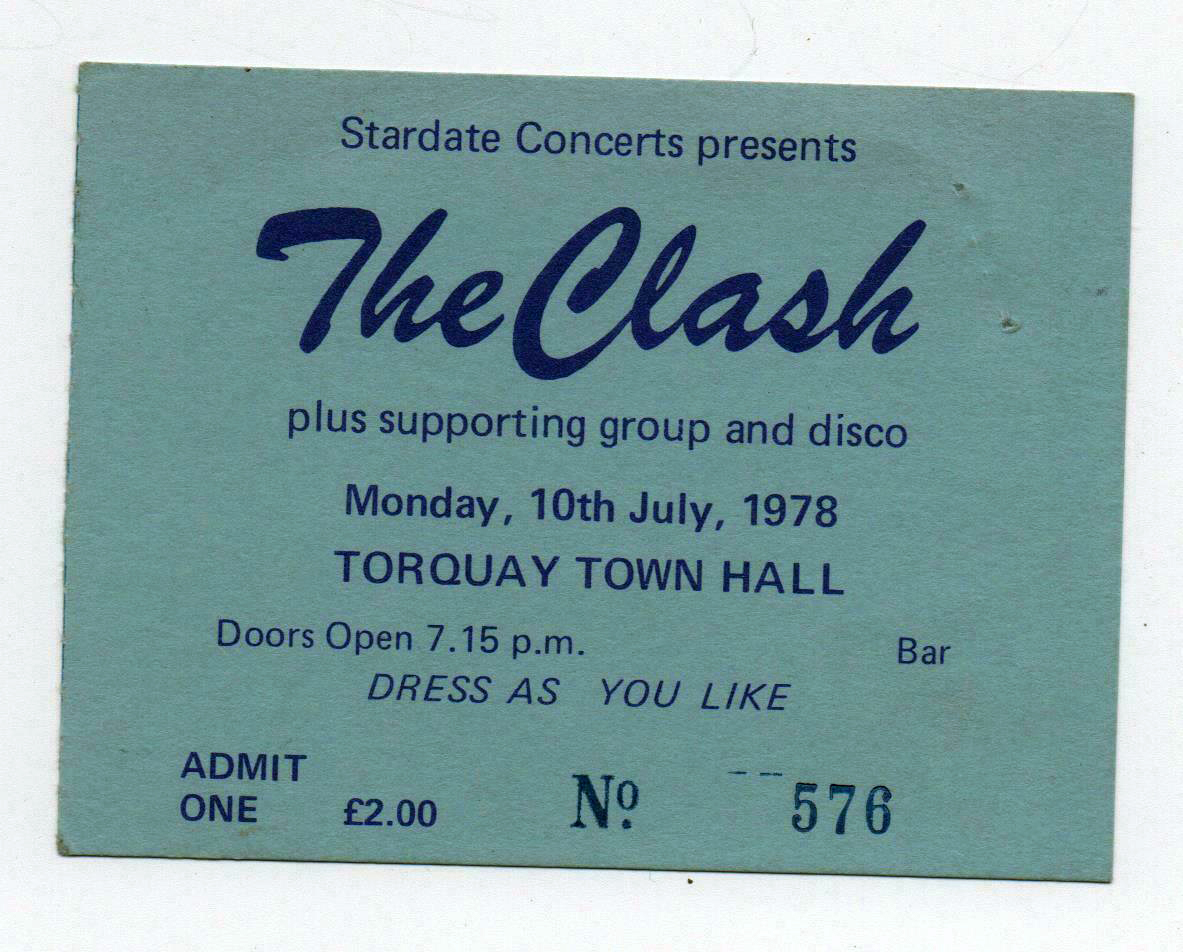 Stardate Concerts presents
The Clash
plus supporting group and disco
Monday, 10th July, 1978
TORQUAY TOWN HALL
Doors Open 7.15 p.m. Bar
DRESS AS YOU LIKE
ADMIT
ONE £2.00 Nº 576